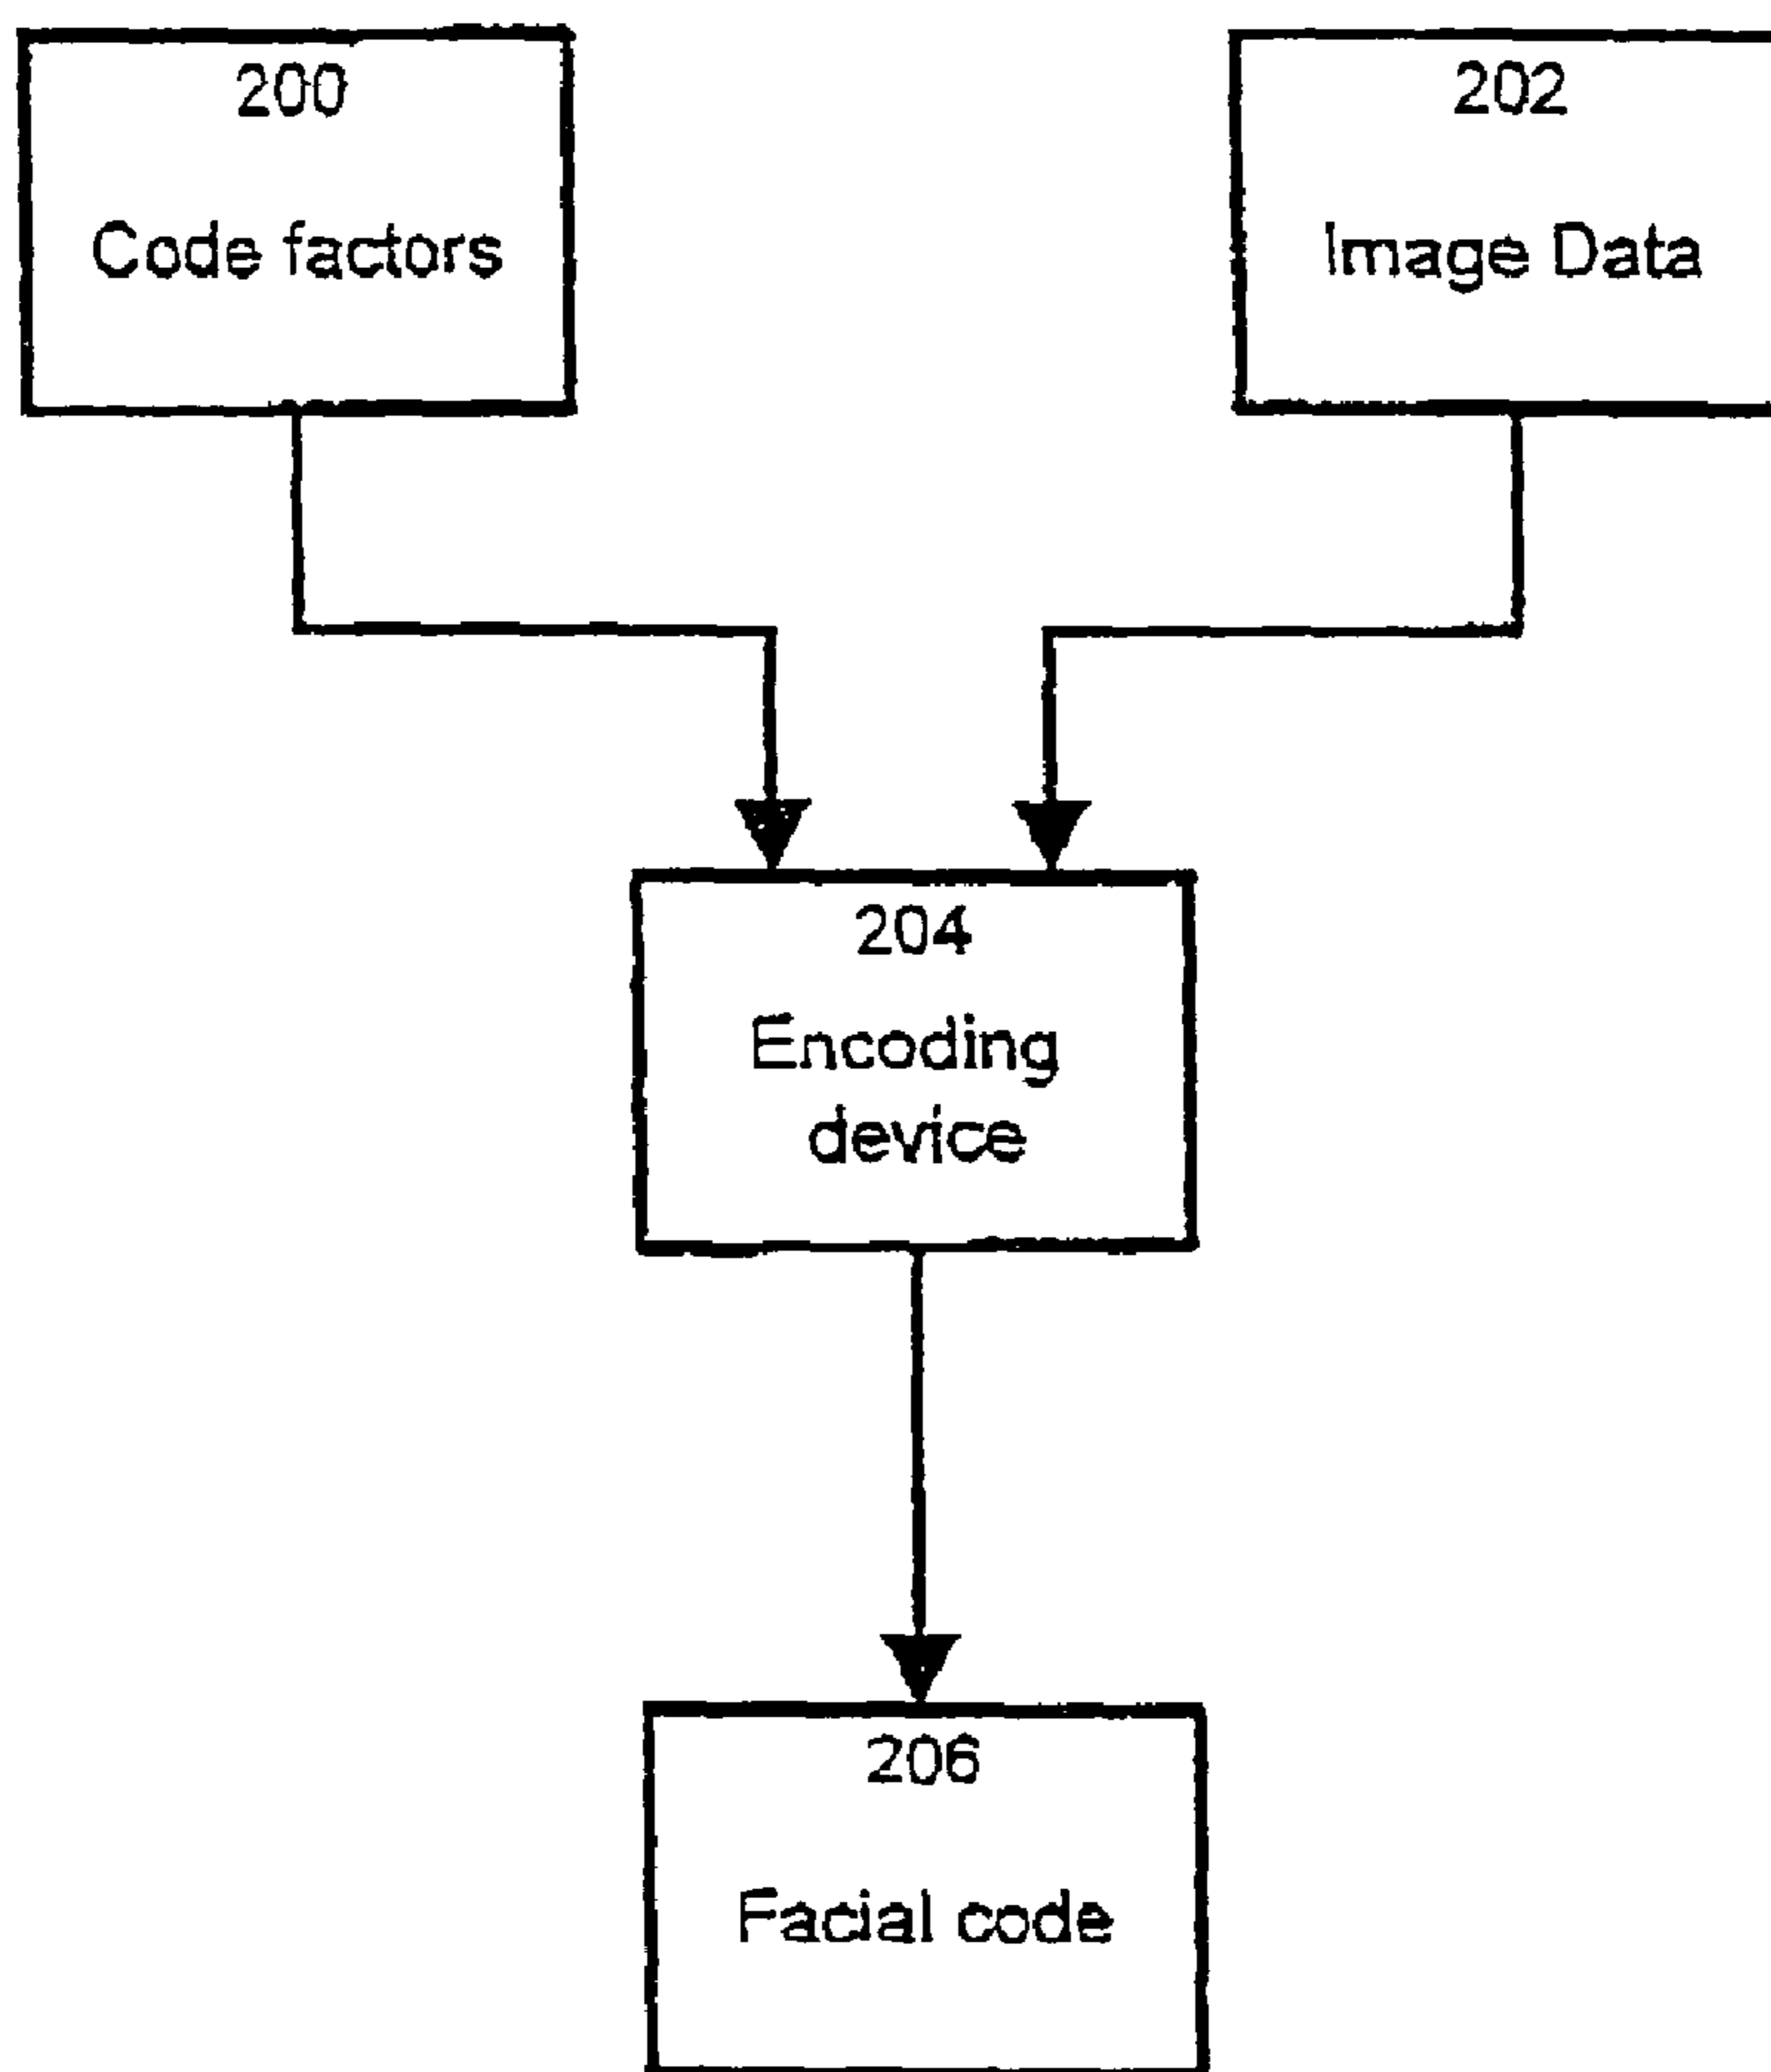 200
Code factors
202
Image Data
204
Encoding
device
206
Facial code